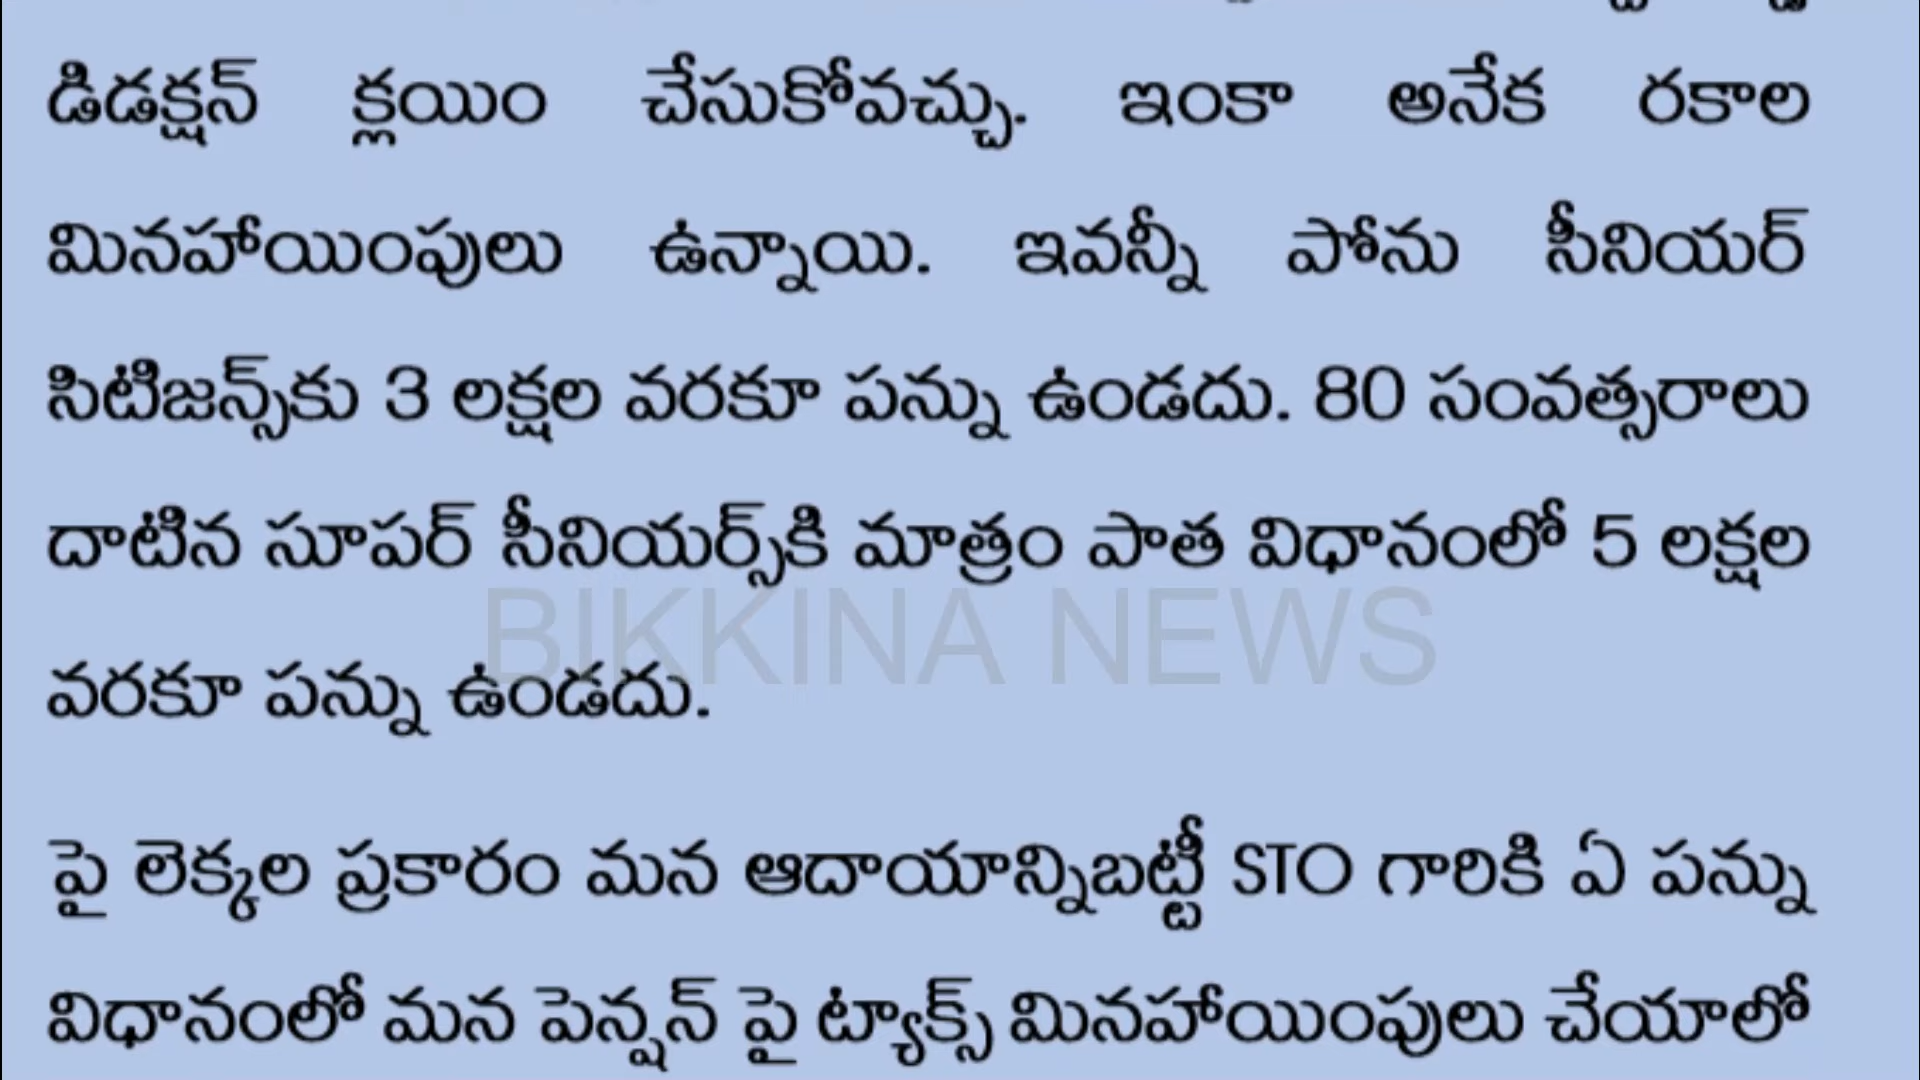 డిడక్షన్ క్లయిం చేసుకోవచ్చు. ఇంకా అనేక రకాల
మినహాయింపులు ఉన్నాయి. ఇవన్నీ పోను సీనియర్
సిటిజన్స్‌కు 3 లక్షల వరకూ పన్ను ఉండదు. 80 సంవత్సరాలు
దాటిన సూపర్ సీనియర్స్‌కి మాత్రం పాత విధానంలో 5 లక్షల
BIKKINA NEWS
వరకూ పన్ను ఉండదు.
పై లెక్కల ప్రకారం మన ఆదాయాన్నిబట్టీ STO గారికి ఏ పన్ను
విధానంలో మన పెన్షన్ పై ట్యాక్స్ మినహాయింపులు చేయాలో